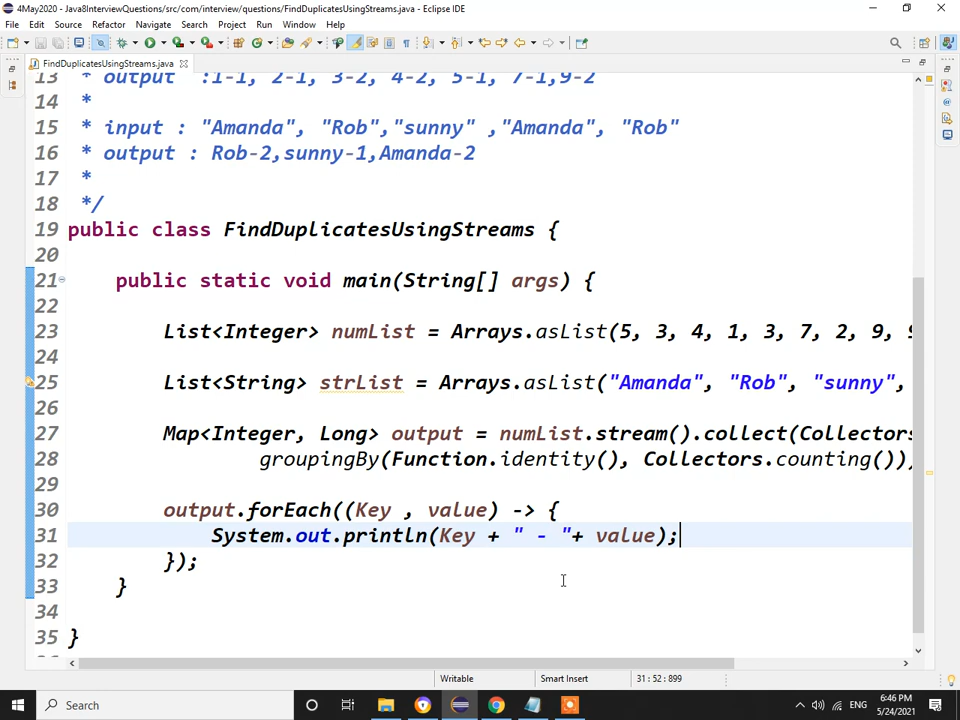 4May2020 - Java8InterviewQuestions/src/com/interview/questions/FindDuplicatesUsingStreams.java - Eclipse IDE
File Edit Source Refactor Navigate Search Project Run Window Help
FindDuplicatesUsingStreams.java
13 * output :1-1, 2-1, 3-2, 4-2, 5-1, 7-1,9-2
14 *
15 * input : "Amanda", "Rob","sunny" ,"Amanda", "Rob"
16 * output : Rob-2,sunny-1,Amanda-2
17 *
18 */
19 public class FindDuplicatesUsingStreams {
20
21 public static void main(String[] args) {
22
23 List<Integer> numList = Arrays.asList(5, 3, 4, 1, 3, 7, 2, 9, 9
24
25 List<String> strList = Arrays.asList("Amanda", "Rob", "sunny",
26
27 Map<Integer, Long> output = numList.stream().collect(Collectors
28 groupingBy(Function.identity(), Collectors.counting()))
29
30 output.forEach((Key , value) -> {
31 System.out.println(Key + " - "+ value);
32 });
33 }
34
35 }
Writable Smart Insert 31 : 52 : 899
Search
ENG
6:46 PM
5/24/2021